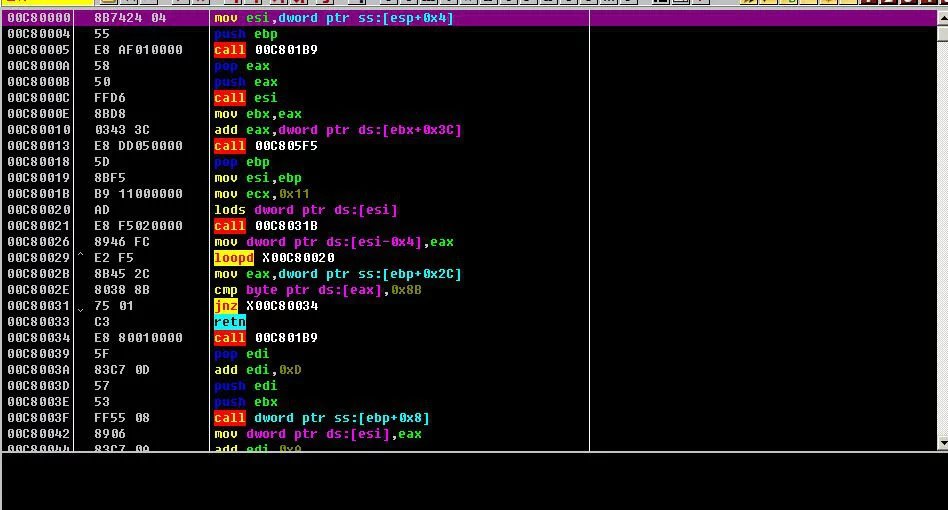 00C80000 8B7424 04 mov esi,dword ptr ss:[esp+0x4]
00C80004 55 push ebp
00C80005 E8 AF010000 call 00C801B9
00C8000A 58 pop eax
00C8000B 50 push eax
00C8000C FFD6 call esi
00C8000E 8BD8 mov ebx,eax
00C80010 0343 3C add eax,dword ptr ds:[ebx+0x3C]
00C80013 E8 DD050000 call 00C805F5
00C80018 5D pop ebp
00C80019 8BF5 mov esi,ebp
00C8001B B9 11000000 mov ecx,0x11
00C80020 AD lods dword ptr ds:[esi]
00C80021 E8 F5020000 call 00C8031B
00C80026 8946 FC mov dword ptr ds:[esi-0x4],eax
00C80029 ^ E2 F5 loopd X00C80020
00C8002B 8B45 2C mov eax,dword ptr ss:[ebp+0x2C]
00C8002E 8038 8B cmp byte ptr ds:[eax],0x8B
00C80031 75 01 jnz X00C80034
00C80033 C3 retn
00C80034 E8 80010000 call 00C801B9
00C80039 5F pop edi
00C8003A 83C7 0D add edi,0xD
00C8003D 57 push edi
00C8003E 53 push ebx
00C8003F FF55 08 call dword ptr ss:[ebp+0x8]
00C80042 8906 mov dword ptr ds:[esi],eax
00C80044 83C7 0A add edi,0xA